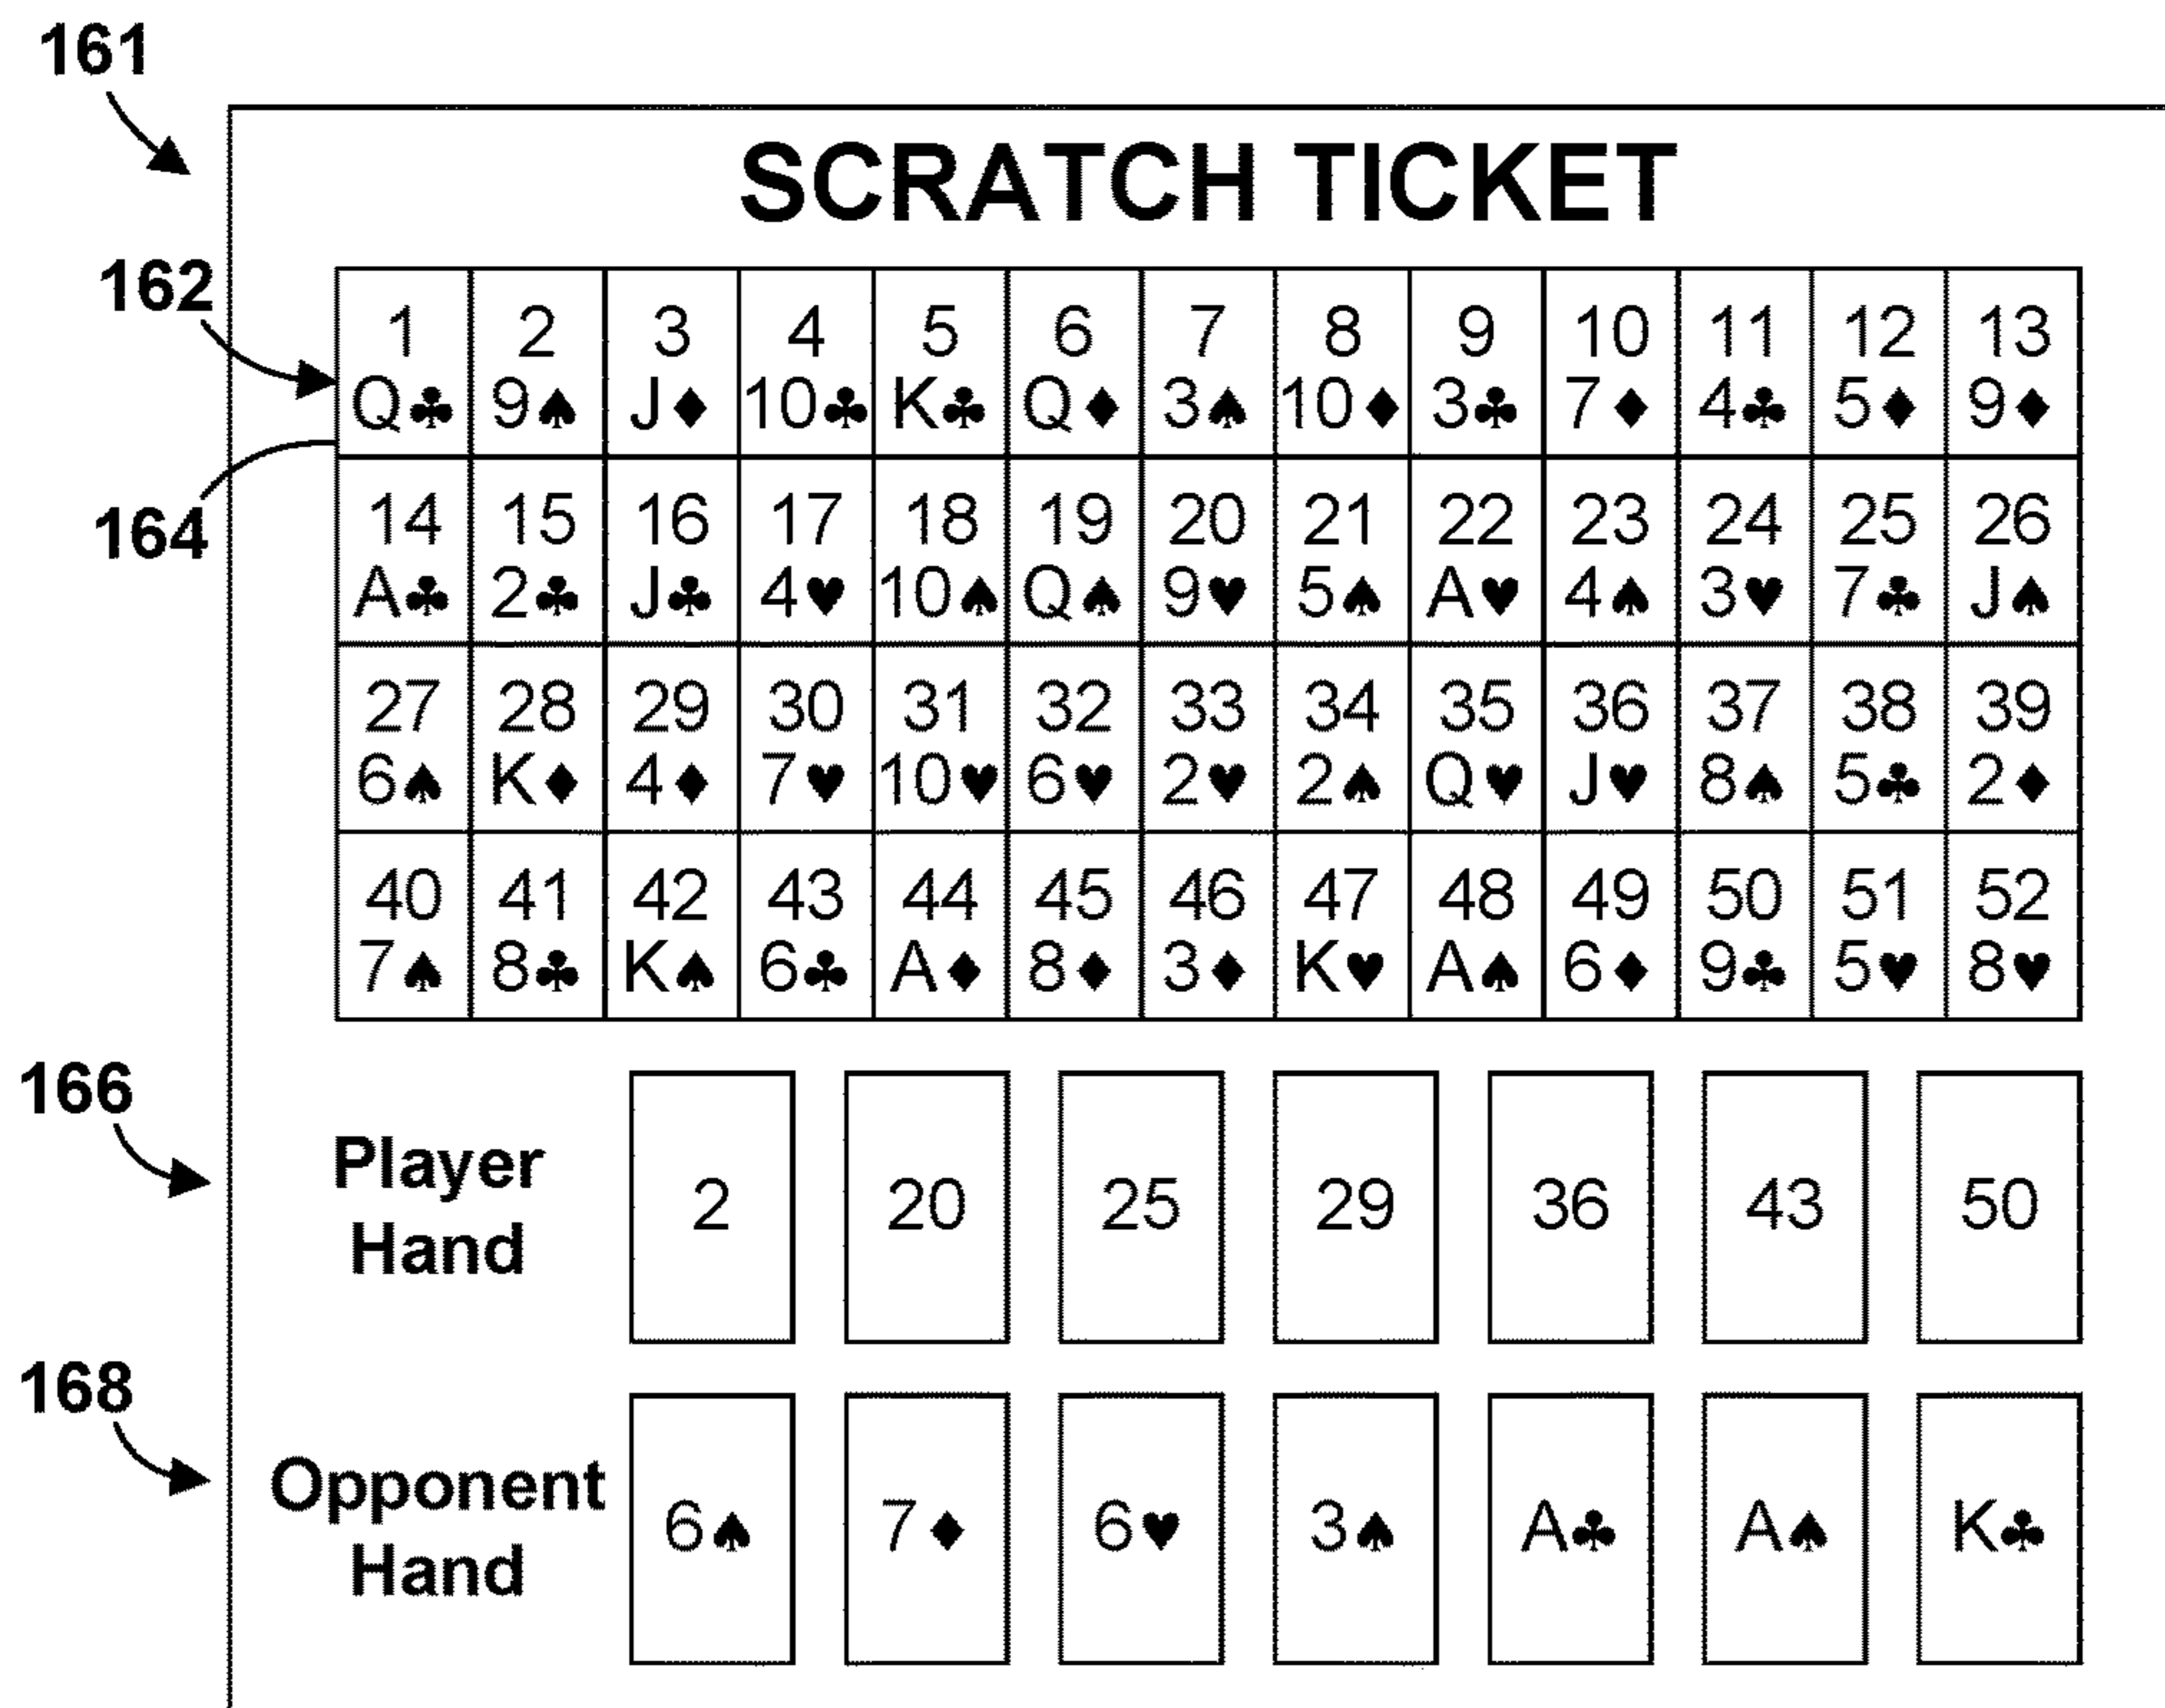 161
SCRATCH TICKET
162
1 2 3 4 5 6 7 8 9 10 11 12 13
Q♣ 9♠ J♦ 10♣ K♣ Q♦ 3♠ 10♦ 3♣ 7♦ 4♣ 5♦ 9♦
164
14 15 16 17 18 19 20 21 22 23 24 25 26
A♣ 2♣ J♣ 4♥ 10♠ Q♠ 9♥ 5♠ A♥ 4♠ 3♥ 7♣ J♠
27 28 29 30 31 32 33 34 35 36 37 38 39
6♠ K♦ 4♦ 7♥ 10♥ 6♥ 2♥ 2♠ Q♥ J♥ 8♠ 5♣ 2♦
40 41 42 43 44 45 46 47 48 49 50 51 52
7♠ 8♣ K♠ 6♣ A♦ 8♦ 3♦ K♥ A♠ 6♦ 9♣ 5♥ 8♥
166
Player
Hand
2 20 25 29 36 43 50
168
Opponent
Hand
6♠ 7♦ 6♥ 3♠ A♣ A♠ K♣